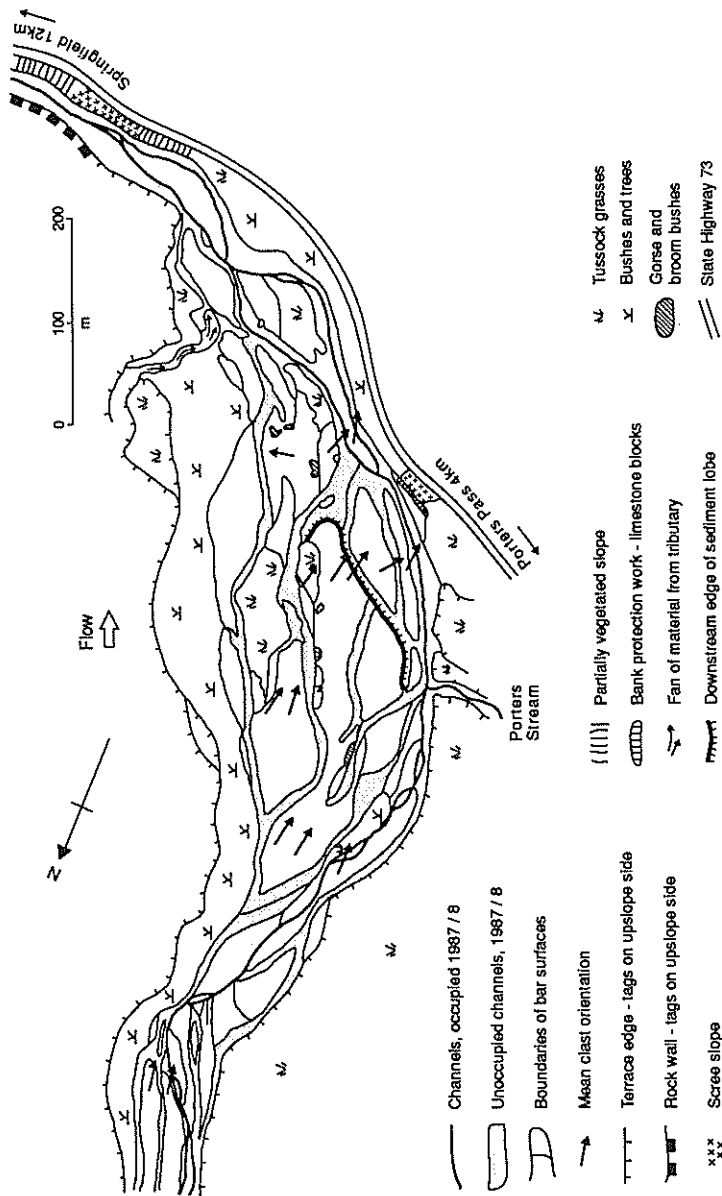 Springfield 12km
0 100 200
m
Flow
N
Porters Pass 4km
Porters
Stream
Channels, occupied 1987 / 8
Unoccupied channels, 1987 / 8
Boundaries of bar surfaces
Mean clast orientation
Terrace edge - tags on upslope side
Rock wall - tags on upslope side
Scree slope
Partially vegetated slope
Bank protection work - limestone blocks
Fan of material from tributary
Downstream edge of sediment lobe
Tussock grasses
Bushes and trees
Gorse and
broom bushes
State Highway 73